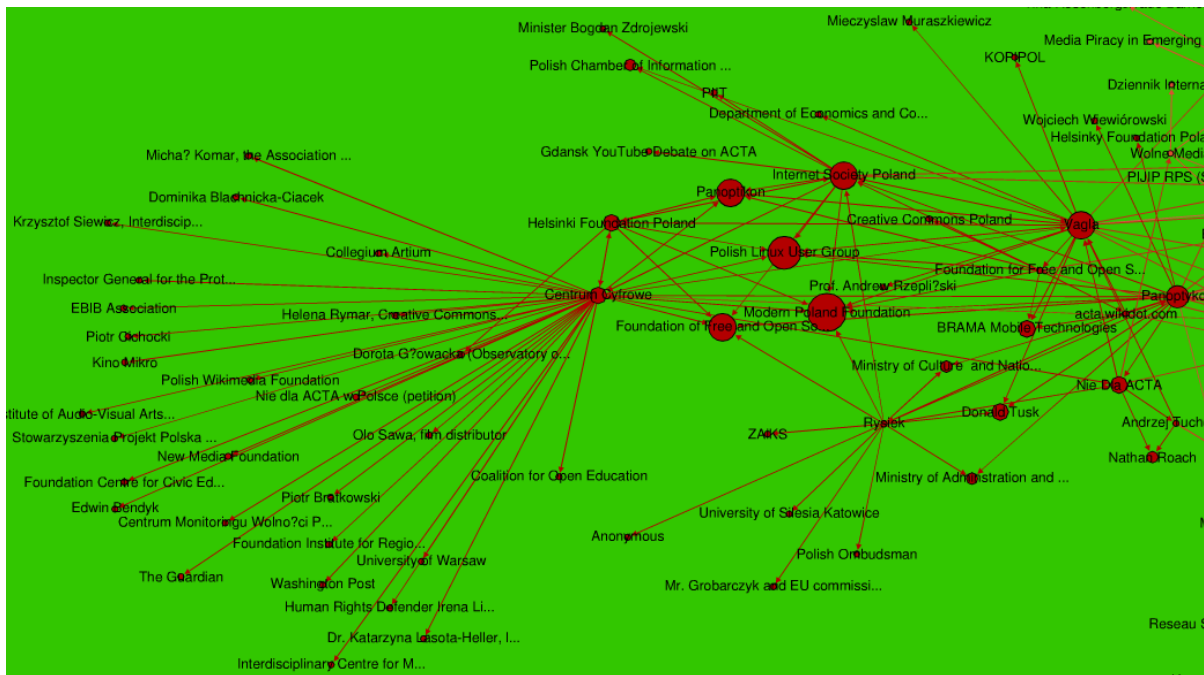 Mieczyslaw Muraszkiewicz
Minister Bogdan Zdrojewski
Media Piracy in Emerging
KOPIPOL
Polish Chamber of Information ...
Dziennik Interna
PIIT
Department of Economics and Co...
Wojciech Wiewiórowski
Helsinky Foundation Pola
Gdansk YouTube Debate on ACTA
Wolne Media
Micha? Komar, the Association ...
Internet Society Poland
PIJIP RPS (S
Panoptikon
Dominika Blachnicka-Ciacek
Krzysztof Siewicz, Interdiscip...
Helsinki Foundation Poland
Creative Commons Poland
Vagla
Collegium Artium
Polish Linux User Group
Foundation for Free and Open S...
Inspector General for the Prot...
Prof. Andrew Rzepli?ski
Centrum Cyfrowe
Panoptyko
EBIB Association
Helena Rymar, Creative Commons...
Modern Poland Foundation
acta.wikidot.com
Foundation of Free and Open So...
BRAMA Mobile Technologies
Piotr Cichocki
Dorota G?owacka (Observatory o...
Kino Mikro
Ministry of Culture and Natio...
Polish Wikimedia Foundation
Nie Dla ACTA
Nie dla ACTA w Polsce (petition)
stitute of Audio-Visual Arts...
Donald Tusk
Rysiek
Andrzej Tucho
Stowarzyszenia Projekt Polska ...
Olo Sawa, film distributor
ZAIKS
New Media Foundation
Nathan Roach
Foundation Centre for Civic Ed...
Coalition for Open Education
Ministry of Administration and ...
Piotr Bratkowski
Edwin Bendyk
University of Silesia Katowice
Centrum Monitoringu Wolno?ci P...
Anonymous
Foundation Institute for Regio...
University of Warsaw
Polish Ombudsman
The Guardian
Washington Post
Mr. Grobarczyk and EU commissi...
Human Rights Defender Irena Li...
Reseau S
Dr. Katarzyna Lasota-Heller, I...
Interdisciplinary Centre for M...